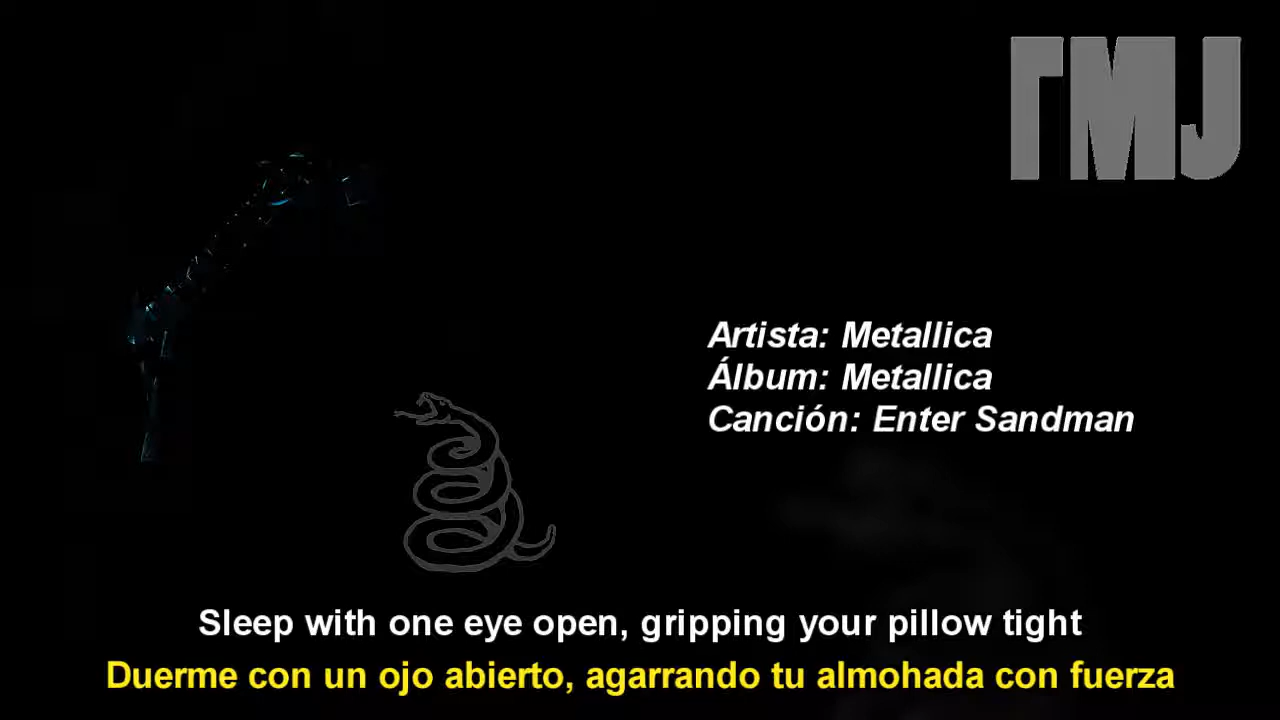 TMJ
Artista: Metallica
Álbum: Metallica
Canción: Enter Sandman
Sleep with one eye open, gripping your pillow tight
Duerme con un ojo abierto, agarrando tu almohada con fuerza